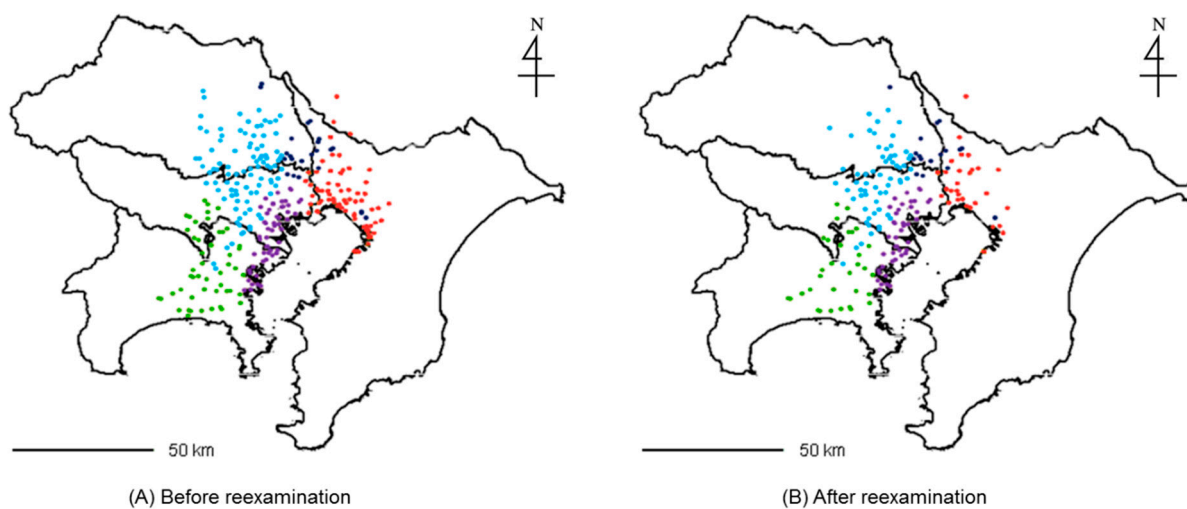 N
N
50 km
50 km
(A) Before reexamination
(B) After reexamination